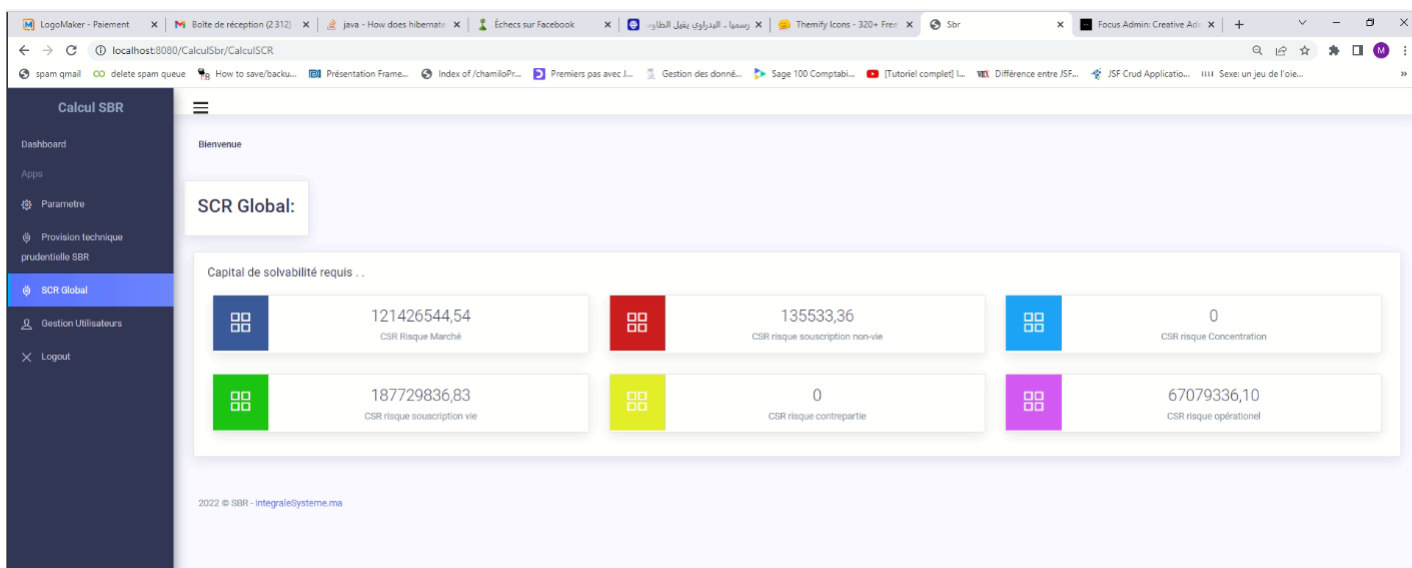 LogoMaker - Paiement
Boîte de réception (2 312)
java - How does hibernate
Échecs sur Facebook
رسميا .. البدراوي يقيل الطاو
Themify Icons - 320+ Free
Sbr
Focus Admin: Creative Adn
localhost:8080/CalculSbr/CalculSCR
M
spam gmail
delete spam queue
How to save/backu...
Présentation Frame...
Index of /chamiloPr...
Premiers pas avec J...
Gestion des donné...
Sage 100 Comptabi...
[Tutoriel complet] I...
Différence entre JSF...
JSF Crud Applicatio...
Sexe: un jeu de l'oie...
»
Calcul SBR
Dashboard
Bienvenue
Apps
Parametre
Provision technique
prudentielle SBR
SCR Global
Gestion Utilisateurs
Logout
SCR Global:
Capital de solvabilité requis . .
121426544,54
CSR Risque Marché
135533,36
CSR risque souscription non-vie
0
CSR risque Concentration
187729836,83
CSR risque souscription vie
0
CSR risque contrepartie
67079336,10
CSR risque opérationel
2022 © SBR - integraleSysteme.ma